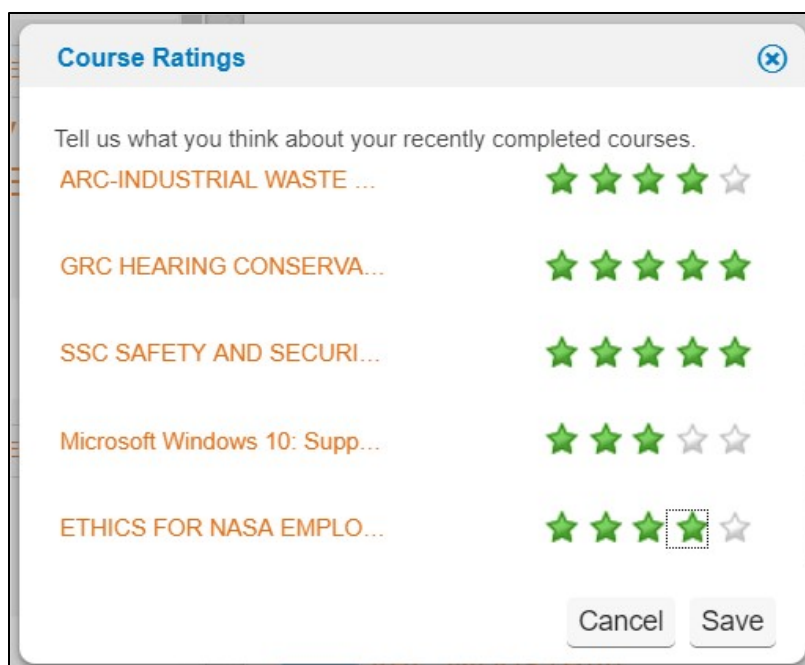 Course Ratings
Tell us what you think about your recently completed courses.
ARC-INDUSTRIAL WASTE ...
GRC HEARING CONSERVA...
SSC SAFETY AND SECURI...
Microsoft Windows 10: Supp...
ETHICS FOR NASA EMPLO...
Cancel Save